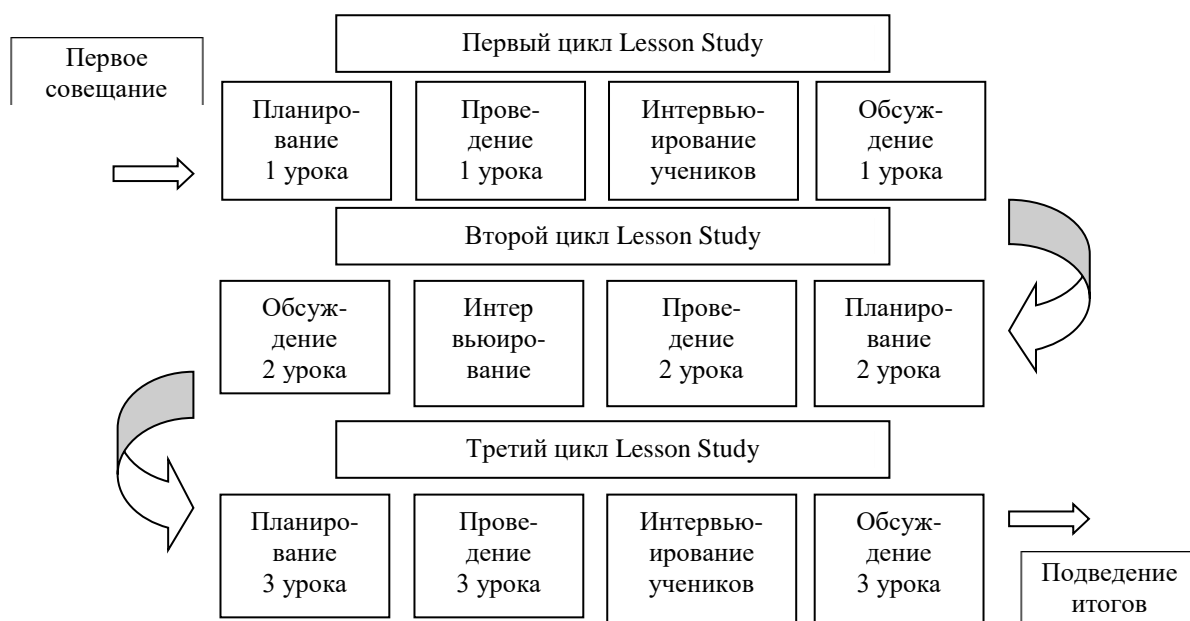 Первый цикл Lesson Study
Первое
совещание
Планиро-
вание
1 урока
Прове-
дение
1 урока
Интервью-
ирование
учеников
Обсуж-
дение
1 урока
Второй цикл Lesson Study
Обсуж-
дение
2 урока
Интер
вьюиро-
вание
Прове-
дение
2 урока
Планиро-
вание
2 урока
Третий цикл Lesson Study
Планиро-
вание
3 урока
Прове-
дение
3 урока
Интервью-
ирование
учеников
Обсуж-
дение
3 урока
Подведение
итогов